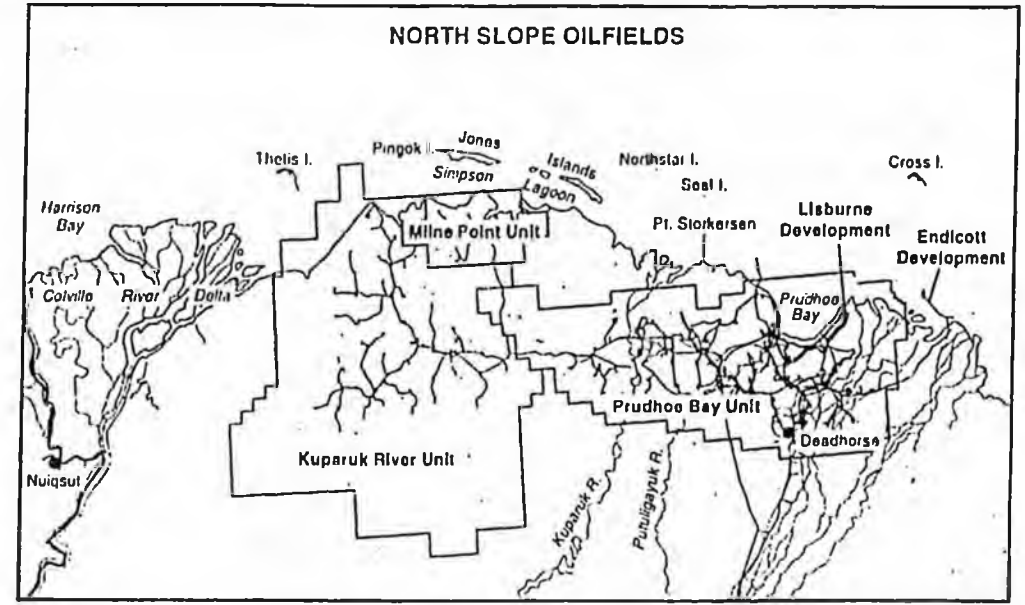 NORTH SLOPE OILFIELDS
Thetis I.
Pingok I.
Jones
Islands
Simpson
Lagoon
Northstar I.
Seal I.
Cross I.
Harrison
Bay
Pt. Storkersen
Lisburne
Development
Endicott
Development
Milne Point Unit
Colville River Delta
Prudhoe
Bay
Prudhoe Bay Unit
Deadhorse
Kuparuk River Unit
Nuiqsut
Kuparuk R.
Putuligayuk R.